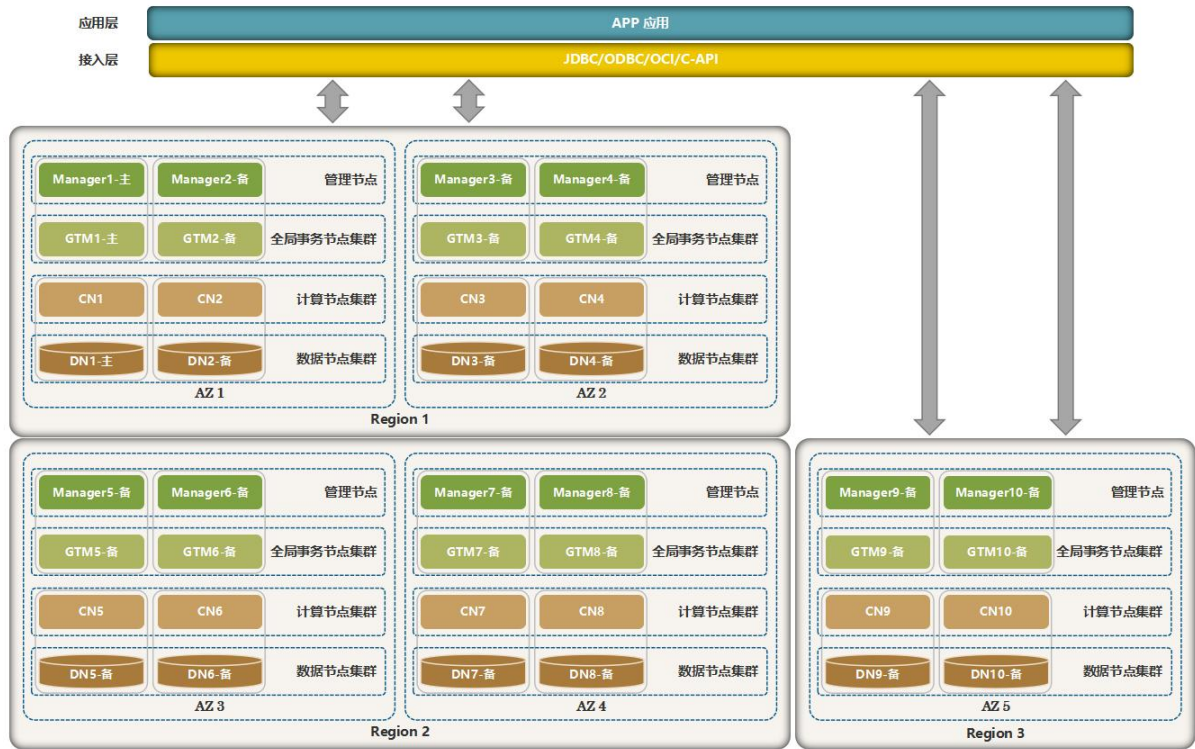 应用层 APP 应用
接入层 JDBC/ODBC/OCI/C-API
Manager1-主 Manager2-备 管理节点
GTM1-主 GTM2-备 全局事务节点集群
CN1 CN2 计算节点集群
DN1-主 DN2-备 数据节点集群
AZ 1
Manager3-备 Manager4-备 管理节点
GTM3-备 GTM4-备 全局事务节点集群
CN3 CN4 计算节点集群
DN3-备 DN4-备 数据节点集群
AZ 2
Region 1
Manager5-备 Manager6-备 管理节点
GTM5-备 GTM6-备 全局事务节点集群
CN5 CN6 计算节点集群
DN5-备 DN6-备 数据节点集群
AZ 3
Manager7-备 Manager8-备 管理节点
GTM7-备 GTM8-备 全局事务节点集群
CN7 CN8 计算节点集群
DN7-备 DN8-备 数据节点集群
AZ 4
Region 2
Manager9-备 Manager10-备 管理节点
GTM9-备 GTM10-备 全局事务节点集群
CN9 CN10 计算节点集群
DN9-备 DN10-备 数据节点集群
AZ 5
Region 3